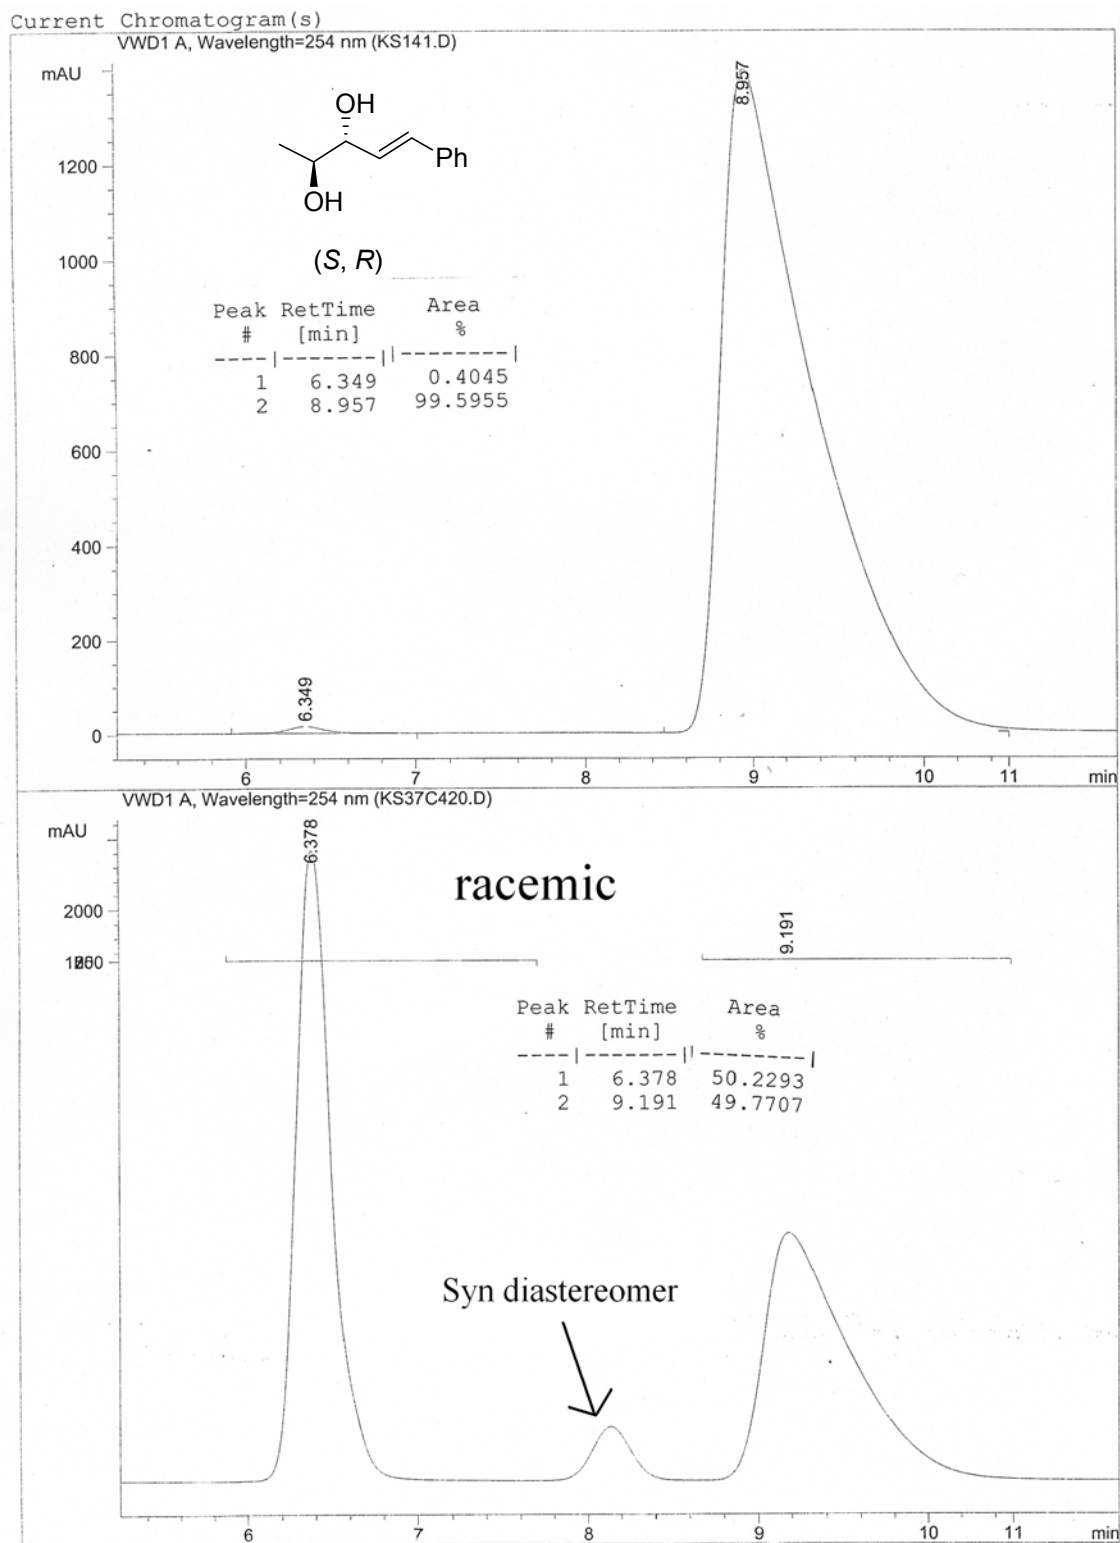 Current Chromatogram(s)
VWD1 A, Wavelength=254 nm (KS141.D)
mAU
8.957
OH
Ph
OH
(S, R)
1200
1000
800
600
400
200
0
Peak RetTime Area
# [min] %
----|-------||--------|
1 6.349 0.4045
2 8.957 99.5955
6.349
6 7 8 9 10 11 min
VWD1 A, Wavelength=254 nm (KS37C420.D)
mAU
6.378
racemic
2000
9.191
Peak RetTime Area
# [min] %
----|-------||--------|
1 6.378 50.2293
2 9.191 49.7707
Syn diastereomer
6 7 8 9 10 11 min